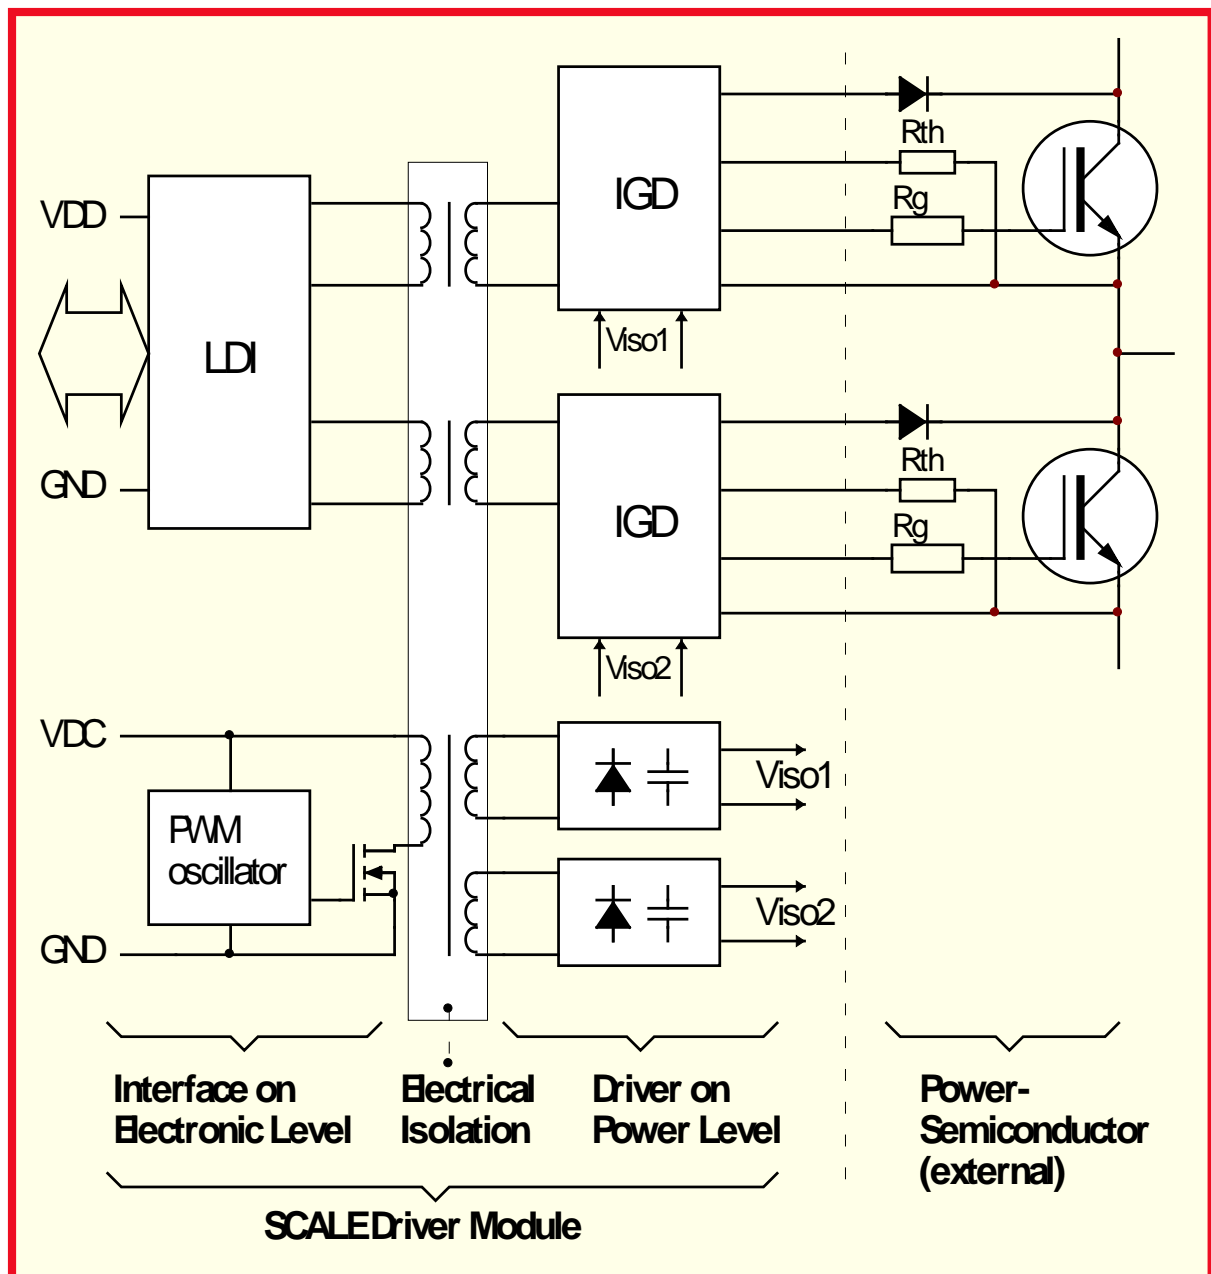 VDD
LDI
GND
IGD
Rth
Rg
Viso1
IGD
Rth
Rg
Viso2
VDC
PWM
oscillator
GND
Viso1
Viso2
Interface on
Electronic Level
Electrical
Isolation
Driver on
Power Level
Power-
Semiconductor
(external)
SCALE Driver Module